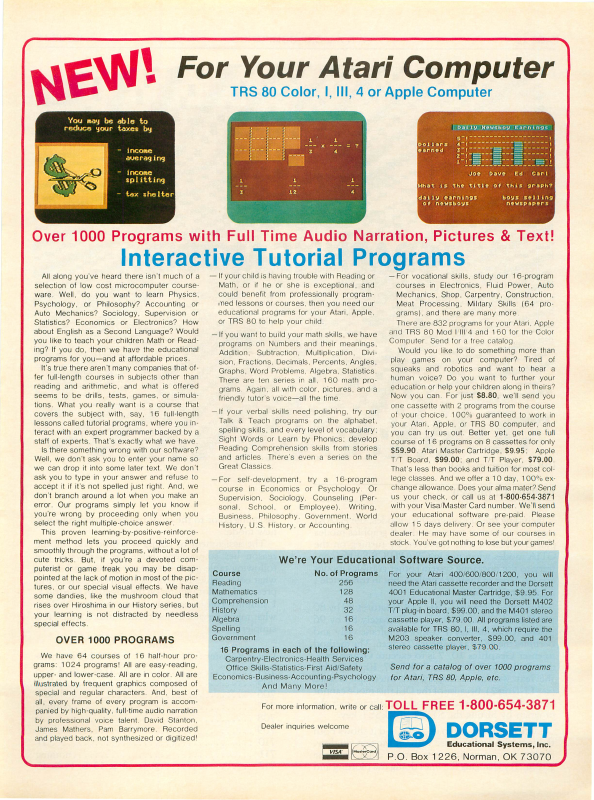 NEW!
For Your Atari Computer
TRS 80 Color, I, III, 4 or Apple Computer
You may be able to
reduce your taxes by
- income
averaging
- income
splitting
- tax shelter
1 1
— x — = ?
2 4
1 1 1
3 12 4
Daily Newsboy Earnings
Dollars
earned
5
4
3
2
1
Joe Dave Ed Carl
What is the title of this graph?
daily earnings boys selling
of newsboys newspapers
Over 1000 Programs with Full Time Audio Narration, Pictures & Text!
Interactive Tutorial Programs
All along you've heard there isn't much of a
selection of low cost microcomputer course-
ware. Well, do you want to learn Physics,
Psychology, or Philosophy? Accounting or
Auto Mechanics? Sociology, Supervision or
Statistics? Economics or Electronics? How
about English as a Second Language? Would
you like to teach your children Math or Read-
ing? If you do, then we have the educational
programs for you—and at affordable prices.
It's true there aren't many companies that of-
fer full-length courses in subjects other than
reading and arithmetic, and what is offered
seems to be drills, tests, games, or simula-
tions. What you really want is a course that
covers the subject with, say, 16 full-length
lessons called tutorial programs, where you in-
teract with an expert programmer backed by a
staff of experts. That's exactly what we have.
Is there something wrong with our software?
Well, we don't ask you to enter your name so
we can drop it into some later text. We don't
ask you to type in your answer and refuse to
accept it if it's not spelled just right. And, we
don't branch around a lot when you make an
error. Our programs simply let you know if
you're wrong by proceeding only when you
select the right multiple-choice answer.
This proven learning-by-positive-reinforce-
ment method lets you proceed quickly and
smoothly through the programs, without a lot of
cute tricks. But, if you're a devoted com-
puterist or game freak you may be disap-
pointed at the lack of motion in most of the pic-
tures, or our special visual effects. We have
some dandies, like the mushroom cloud that
rises over Hiroshima in our History series, but
your learning is not distracted by needless
special effects.
OVER 1000 PROGRAMS
We have 64 courses of 16 half-hour pro-
grams: 1024 programs! All are easy-reading,
upper- and lower-case. All are in color. All are
illustrated by frequent graphics composed of
special and regular characters. And, best of
all, every frame of every program is accom-
panied by high-quality, full-time audio narration
by professional voice talent. David Stanton,
James Mathers, Pam Barrymore. Recorded
and played back, not synthesized or digitized!
— If your child is having trouble with Reading or
Math, or if he or she is exceptional, and
could benefit from professionally program-
med lessons or courses, then you need our
educational programs for your Atari, Apple,
or TRS 80 to help your child.
— If you want to build your math skills, we have
programs on Numbers and their meanings,
Addition, Subtraction, Multiplication, Divi-
sion, Fractions, Decimals, Percents, Angles,
Graphs, Word Problems, Algebra, Statistics.
There are ten series in all, 160 math pro-
grams. Again, all with color, pictures, and a
friendly tutor's voice—all the time.
— If your verbal skills need polishing, try our
Talk & Teach programs on the alphabet,
spelling skills, and every level of vocabulary:
Sight Words or Learn by Phonics, develop
Reading Comprehension skills from stories
and articles. There's even a series on the
Great Classics.
— For self-development, try a 16-program
course in Economics or Psychology. Or
Supervision, Sociology, Counseling (Per-
sonal, School, or Employee), Writing,
Business, Philosophy, Government, World
History, U.S. History, or Accounting.
— For vocational skills, study our 16-program
courses in Electronics, Fluid Power, Auto
Mechanics, Shop, Carpentry, Construction,
Meat Processing, Military Skills (64 pro-
grams), and there are many more.
There are 832 programs for your Atari, Apple
and TRS 80 Mod I-III-4 and 160 for the Color
Computer. Send for a free catalog.
Would you like to do something more than
play games on your computer? Tired of
squeaks and robotics and want to hear a
human voice? Do you want to further your
education or help your children along in theirs?
Now you can. For just $8.80, we'll send you
one cassette with 2 programs from the course
of your choice, 100% guaranteed to work in
your Atari, Apple, or TRS 80 computer, and
you can try us out. Better yet, get one full
course of 16 programs on 8 cassettes for only
$59.90. Atari Master Cartridge, $9.95; Apple
T/T Board, $99.00; and T/T Player, $79.00.
That's less than books and tuition for most col-
lege classes. And we offer a 10 day, 100% ex-
change allowance. Does your alma mater? Send
us your check, or call us at 1-800-654-3871
with your Visa/Master Card number. We'll send
your educational software pre-paid. Please
allow 15 days delivery. Or see your computer
dealer. He may have some of our courses in
stock. You've got nothing to lose but your games!
We're Your Educational Software Source.
Course No. of Programs
Reading 256
Mathematics 128
Comprehension 48
History 32
Algebra 16
Spelling 16
Government 16
16 Programs in each of the following:
Carpentry-Electronics-Health Services
Office Skills-Statistics-First Aid/Safety
Economics-Business-Accounting-Psychology
And Many More!
For your Atari 400/600/800/1200, you will
need the Atari cassette recorder and the Dorsett
4001 Educational Master Cartridge, $9.95. For
your Apple II, you will need the Dorsett M402
T/T plug-in board, $99.00, and the M401 stereo
cassette player, $79.00. All programs listed are
available for TRS 80, I, III, 4, which require the
M203 speaker converter, $99.00, and 401
stereo cassette player, $79.00.
Send for a catalog of over 1000 programs
for Atari, TRS 80, Apple, etc.
For more information, write or call: TOLL FREE 1-800-654-3871
Dealer inquiries welcome
VISA
MasterCard
DORSETT
Educational Systems, Inc.
P.O. Box 1226, Norman, OK 73070